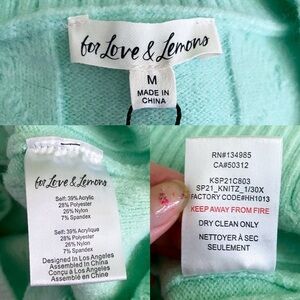 for Love & Lemons
M
MADE IN
CHINA
for Love & Lemons
Self: 39% Acrylic
28% Polyester
26% Nylon
7% Spandex
Self: 39% Acrylique
28% Polyester
26% Nylon
7% Spandex
Designed In Los Angeles
Assembled In China
Conçu à Los Angeles
Assemblé En Chine
RN#134985
CA#50312
KSP21C803
SP21_KNITZ_1/30X
FACTORY CODE#HH1013
KEEP AWAY FROM FIRE
DRY CLEAN ONLY
NETTOYER À SEC
SEULEMENT